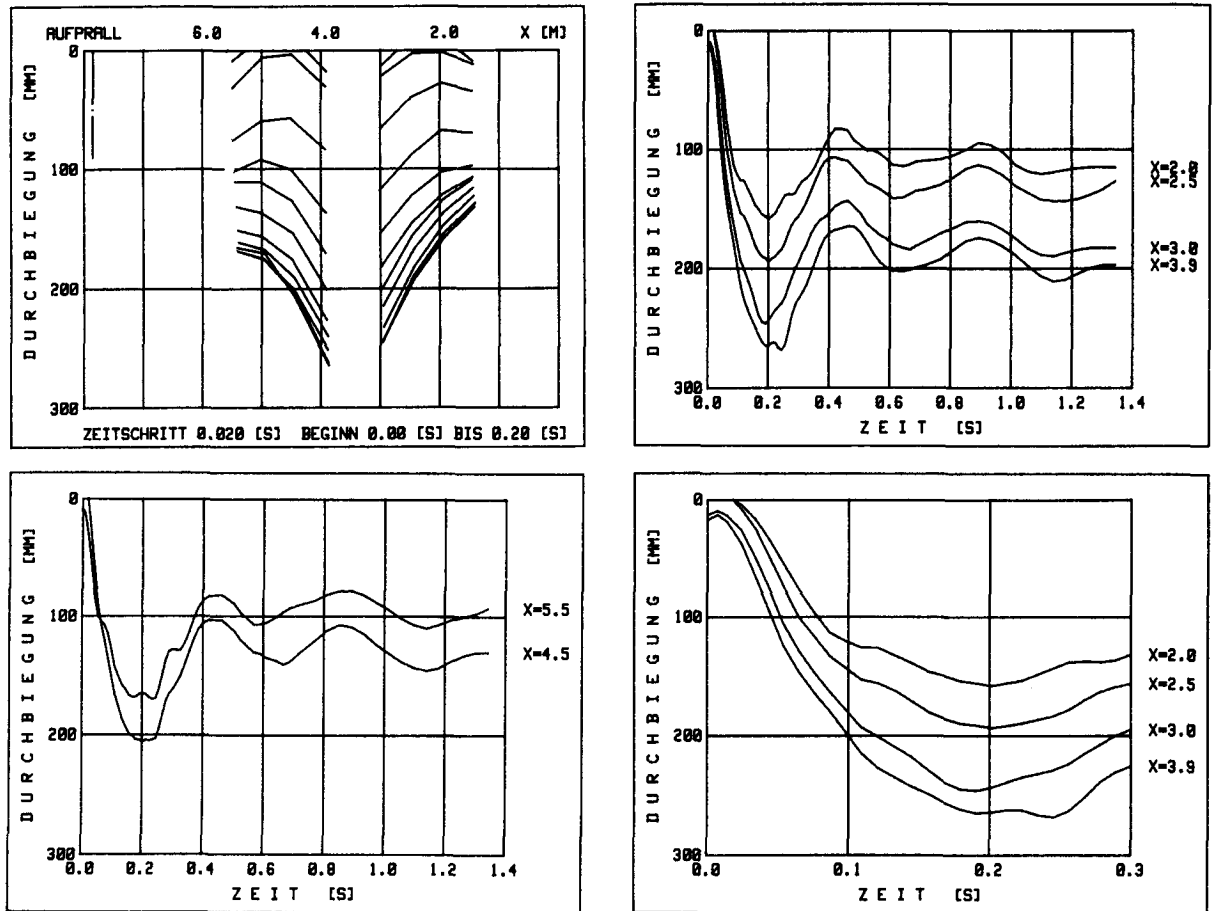 AUFPRALL 6.0 4.0 2.0 X [M]
0
100
200
300
DURCHBIEGUNG [MM]
ZEITSCHRITT 0.020 [S] BEGINN 0.00 [S] BIS 0.20 [S]
0
100
200
300
DURCHBIEGUNG [MM]
X=2.0
X=2.5
X=3.0
X=3.9
0.0 0.2 0.4 0.6 0.8 1.0 1.2 1.4
ZEIT [S]
0
100
200
300
DURCHBIEGUNG [MM]
X=5.5
X=4.5
0.0 0.2 0.4 0.6 0.8 1.0 1.2 1.4
ZEIT [S]
0
100
200
300
DURCHBIEGUNG [MM]
X=2.0
X=2.5
X=3.0
X=3.9
0.0 0.1 0.2 0.3
ZEIT [S]